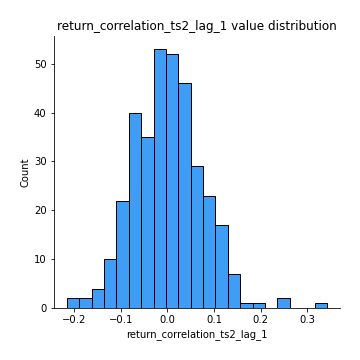 return_correlation_ts2_lag_1 value distribution
50
40
30
20
10
0
Count
−0.2 −0.1 0.0 0.1 0.2 0.3
return_correlation_ts2_lag_1